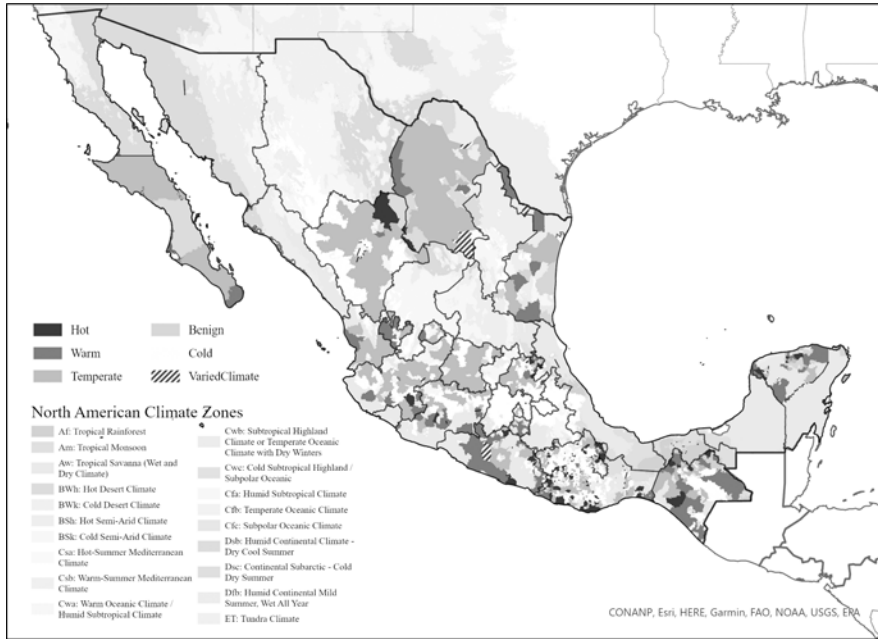 Hot
Warm
Temperate
Benign
Cold
VariedClimate
North American Climate Zones
Af: Tropical Rainforest
Am: Tropical Monsoon
Aw: Tropical Savanna (Wet and
Dry Climate)
BWh: Hot Desert Climate
BWk: Cold Desert Climate
BSh: Hot Semi-Arid Climate
BSk: Cold Semi-Arid Climate
Csa: Hot-Summer Mediterranean
Climate
Csb: Warm-Summer Mediterranean
Climate
Cwa: Warm Oceanic Climate /
Humid Subtropical Climate
Cwb: Subtropical Highland
Climate or Temperate Oceanic
Climate with Dry Winters
Cwc: Cold Subtropical Highland /
Subpolar Oceanic
Cfa: Humid Subtropical Climate
Cfb: Temperate Oceanic Climate
Cfc: Subpolar Oceanic Climate
Dsb: Humid Continental Climate -
Dry Cool Summer
Dsc: Continental Subarctic - Cold
Dry Summer
Dfb: Humid Continental Mild
Summer, Wet All Year
ET: Tundra Climate
CONANP, Esri, HERE, Garmin, FAO, NOAA, USGS, EPA